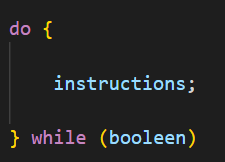 do {
instructions;
} while (booleen)